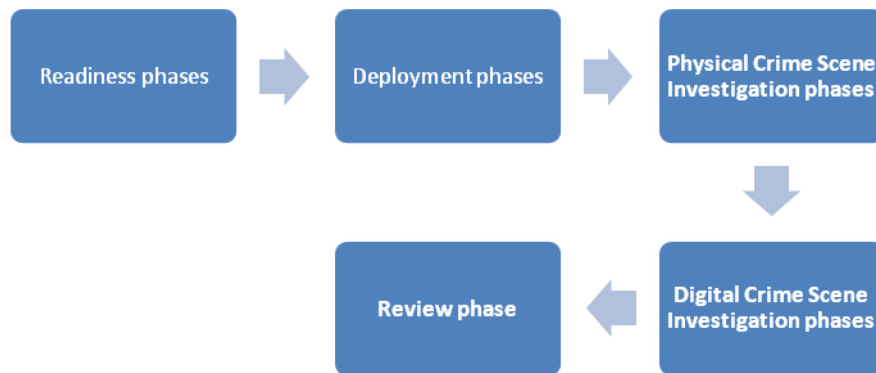 Readiness phases
Deployment phases
Physical Crime Scene
Investigation phases
Digital Crime Scene
Investigation phases
Review phase